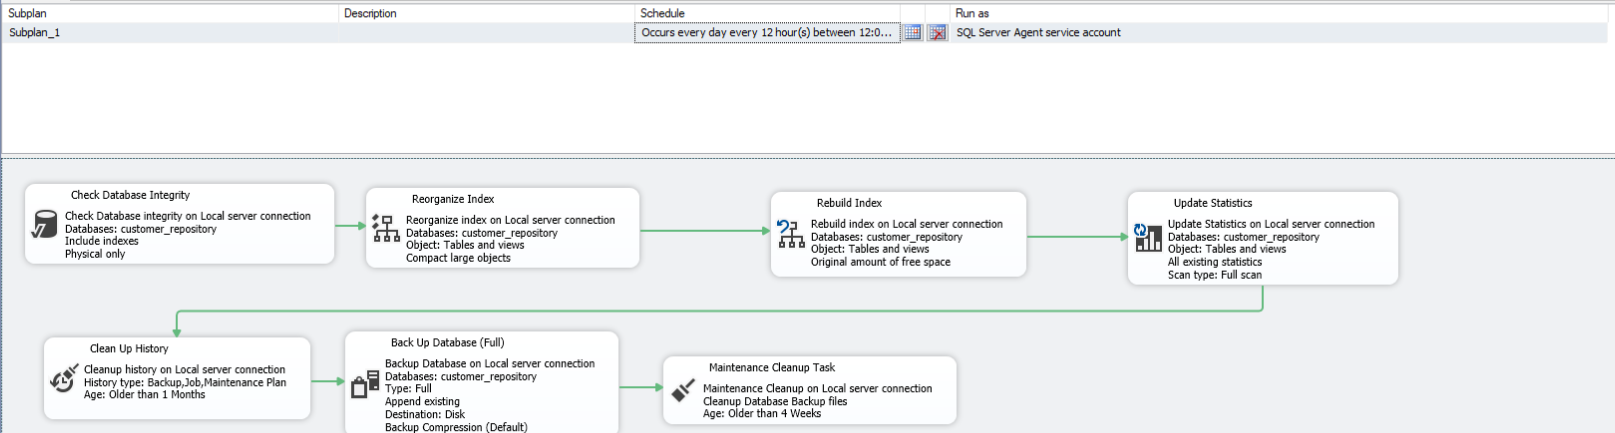 Subplan Description Schedule Run as
Subplan_1 Occurs every day every 12 hour(s) between 12:0... SQL Server Agent service account
Check Database Integrity
Check Database integrity on Local server connection
Databases: customer_repository
Include indexes
Physical only
Reorganize Index
Reorganize index on Local server connection
Databases: customer_repository
Object: Tables and views
Compact large objects
Rebuild Index
Rebuild index on Local server connection
Databases: customer_repository
Object: Tables and views
Original amount of free space
Update Statistics
Update Statistics on Local server connection
Databases: customer_repository
Object: Tables and views
All existing statistics
Scan type: Full scan
Clean Up History
Cleanup history on Local server connection
History type: Backup,Job,Maintenance Plan
Age: Older than 1 Months
Back Up Database (Full)
Backup Database on Local server connection
Databases: customer_repository
Type: Full
Append existing
Destination: Disk
Backup Compression (Default)
Maintenance Cleanup Task
Maintenance Cleanup on Local server connection
Cleanup Database Backup files
Age: Older than 4 Weeks